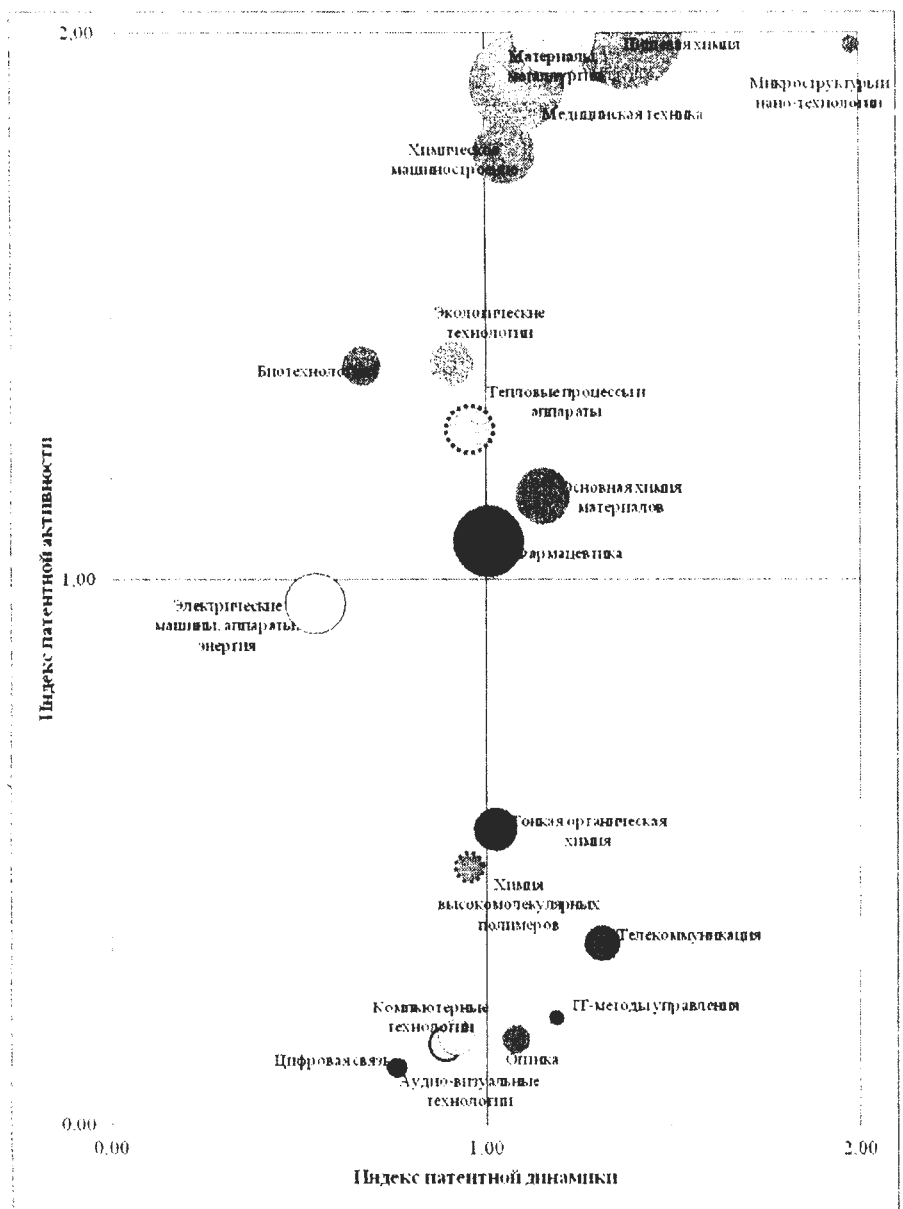 2,00
Материалы,
металлургия
Пищевая химия
Микроструктуры и
нано-технологии
Медицинская техника
Химическое
машиностроение
Экологические
технологии
Биотехнологии
Тепловые процессы и
аппараты
Основная химия
материалов
Фармацевтика
1,00
Электрические
машины, аппараты,
энергия
Индекс патентной активности
Тонкая органическая
химия
Химия
высокомолекулярных
полимеров
Телекоммуникация
IT-методы управления
Компьютерные
технологии
Оптика
Цифровая связь
Аудио-визуальные
технологии
0.00
0.00
1.00
2.00
Индекс патентной динамики